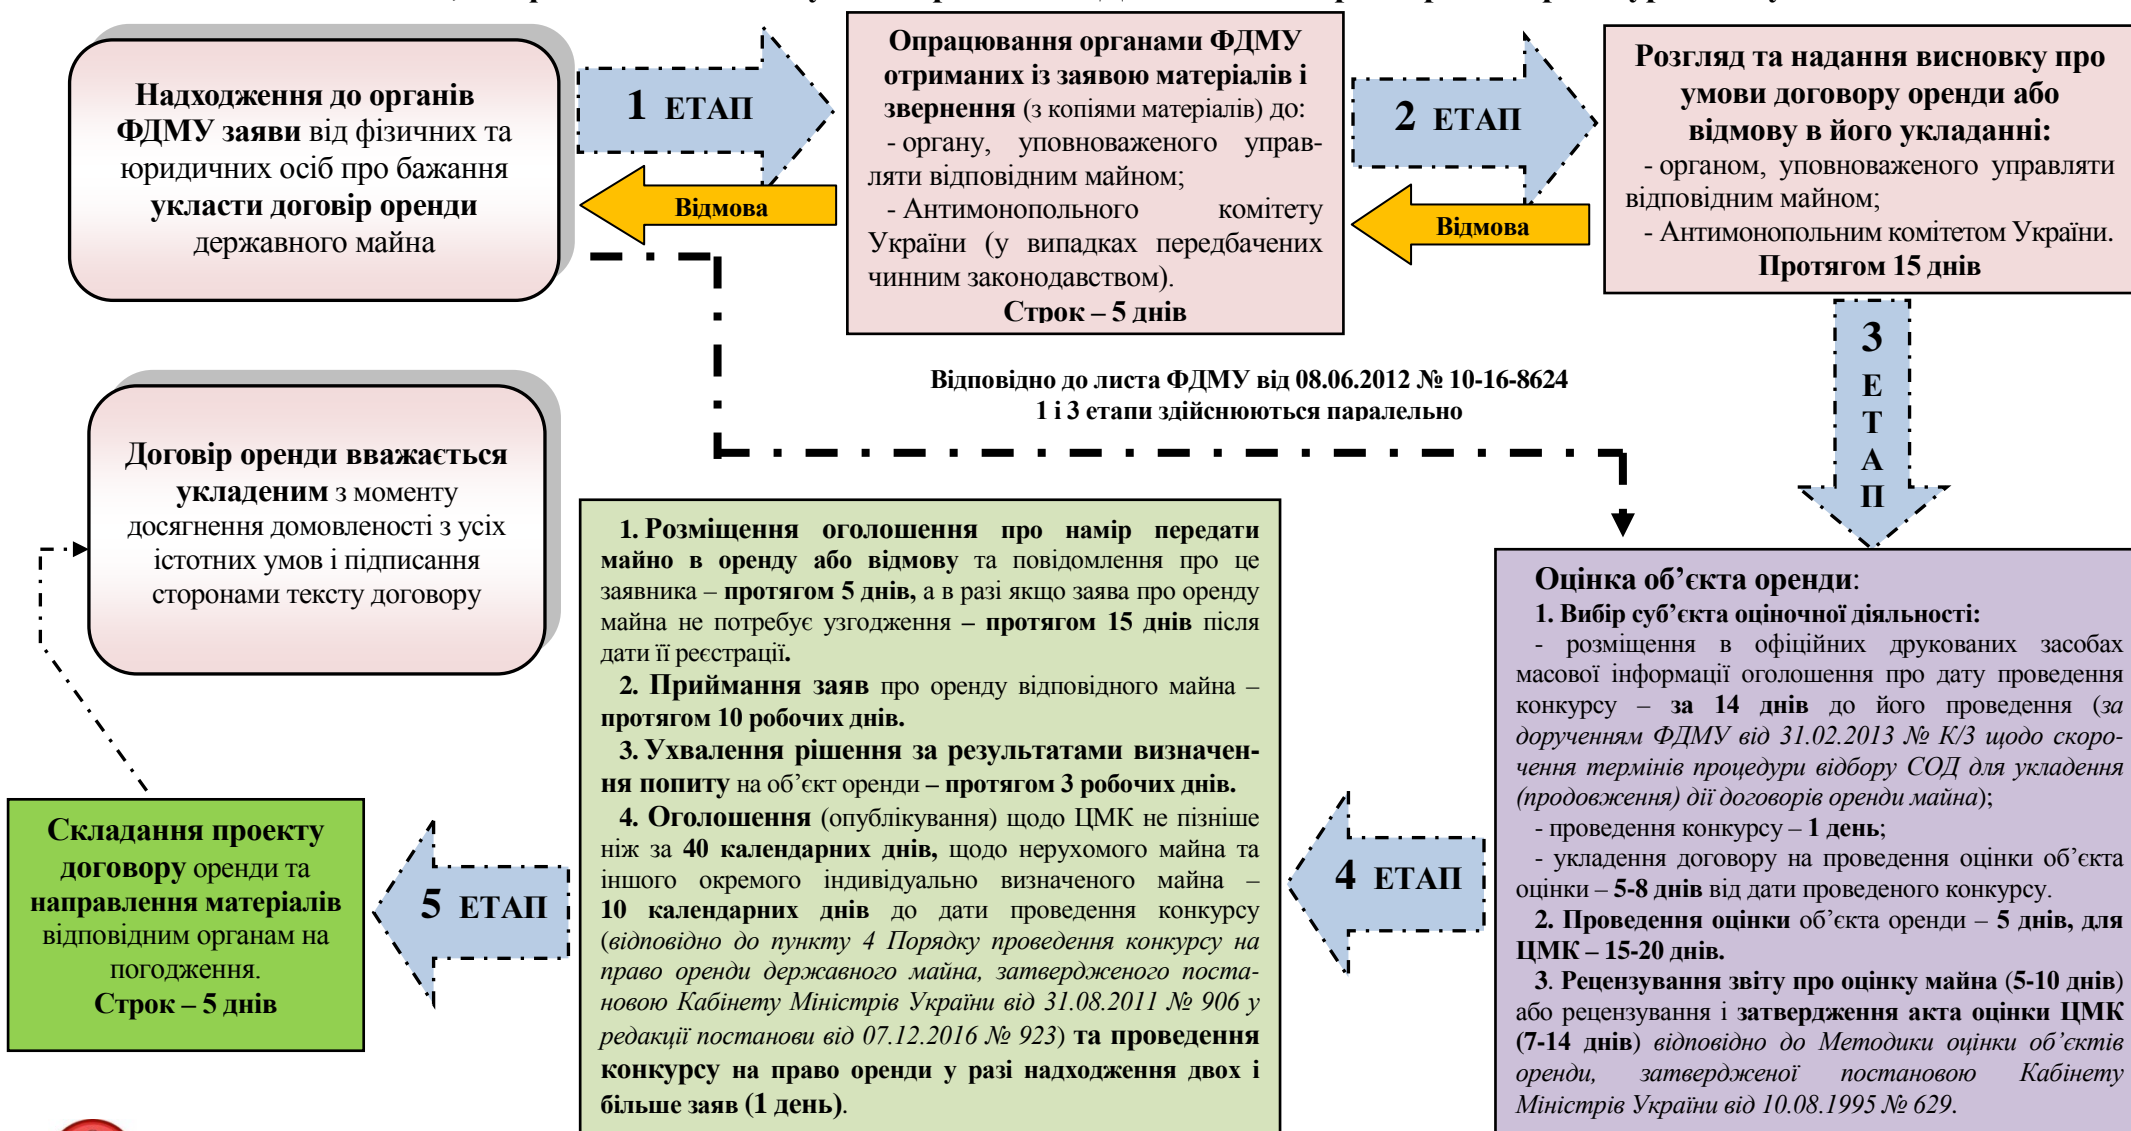 Надходження до органів
ФДМУ заяви від фізичних та
юридичних осіб про бажання
укласти договір оренди
державного майна
1 ЕТАП
Відмова
Опрацювання органами ФДМУ
отриманих із заявою матеріалів і
звернення (з копіями матеріалів) до:
- органу, уповноваженого управ-
ляти відповідним майном;
- Антимонопольного комітету
України (у випадках передбачених
чинним законодавством).
Строк – 5 днів
2 ЕТАП
Відмова
Розгляд та надання висновку про
умови договору оренди або
відмову в його укладанні:
- органом, уповноваженого управляти
відповідним майном;
- Антимонопольним комітетом України.
Протягом 15 днів
3
Е
Т
А
П
Відповідно до листа ФДМУ від 08.06.2012 № 10-16-8624
1 і 3 етапи здійснюються паралельно
Оцінка об’єкта оренди:
1. Вибір суб’єкта оціночної діяльності:
- розміщення в офіційних друкованих засобах
масової інформації оголошення про дату проведення
конкурсу – за 14 днів до його проведення (за
дорученням ФДМУ від 31.02.2013 № К/3 щодо скоро-
чення термінів процедури відбору СОД для укладення
(продовження) дії договорів оренди майна);
- проведення конкурсу – 1 день;
- укладення договору на проведення оцінки об’єкта
оцінки – 5-8 днів від дати проведеного конкурсу.
2. Проведення оцінки об’єкта оренди – 5 днів, для
ЦМК – 15-20 днів.
3. Рецензування звіту про оцінку майна (5-10 днів)
або рецензування і затвердження акта оцінки ЦМК
(7-14 днів) відповідно до Методики оцінки об’єктів
оренди, затвердженої постановою Кабінету
Міністрів України від 10.08.1995 № 629.
4 ЕТАП
1. Розміщення оголошення про намір передати
майно в оренду або відмову та повідомлення про це
заявника – протягом 5 днів, а в разі якщо заява про оренду
майна не потребує узгодження – протягом 15 днів після
дати її реєстрації.
2. Приймання заяв про оренду відповідного майна –
протягом 10 робочих днів.
3. Ухвалення рішення за результатами визначен-
ня попиту на об’єкт оренди – протягом 3 робочих днів.
4. Оголошення (опублікування) щодо ЦМК не пізніше
ніж за 40 календарних днів, щодо нерухомого майна та
іншого окремого індивідуально визначеного майна –
10 календарних днів до дати проведення конкурсу
(відповідно до пункту 4 Порядку проведення конкурсу на
право оренди державного майна, затвердженого поста-
новою Кабінету Міністрів України від 31.08.2011 № 906 у
редакції постанови від 07.12.2016 № 923) та проведення
конкурсу на право оренди у разі надходження двох і
більше заяв (1 день).
5 ЕТАП
Складання проекту
договору оренди та
направлення матеріалів
відповідним органам на
погодження.
Строк – 5 днів
Договір оренди вважається
укладеним з моменту
досягнення домовленості з усіх
істотних умов і підписання
сторонами тексту договору